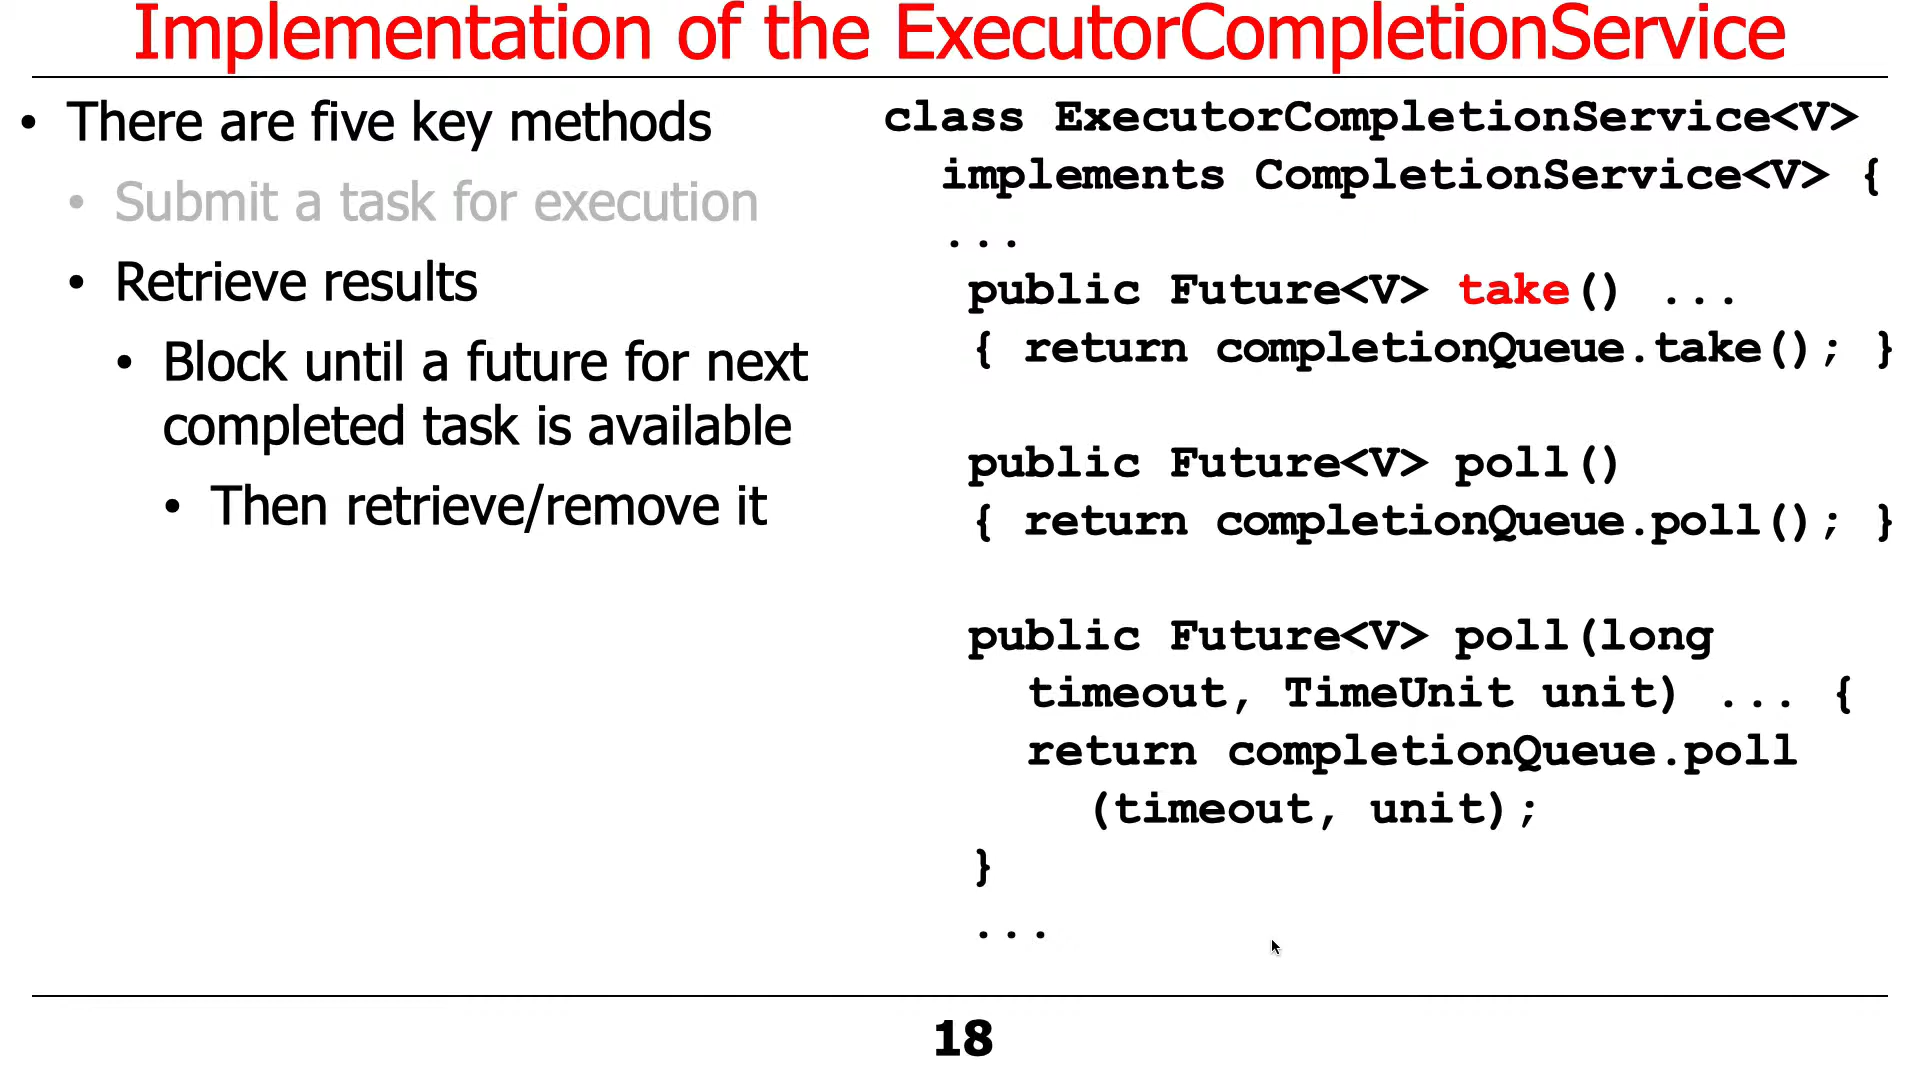 Implementation of the ExecutorCompletionService
• There are five key methods
• Submit a task for execution
• Retrieve results
• Block until a future for next
completed task is available
• Then retrieve/remove it
class ExecutorCompletionService<V>
implements CompletionService<V> {
...
public Future<V> take() ...
{ return completionQueue.take(); }
public Future<V> poll()
{ return completionQueue.poll(); }
public Future<V> poll(long
timeout, TimeUnit unit) ... {
return completionQueue.poll
(timeout, unit);
}
...
18